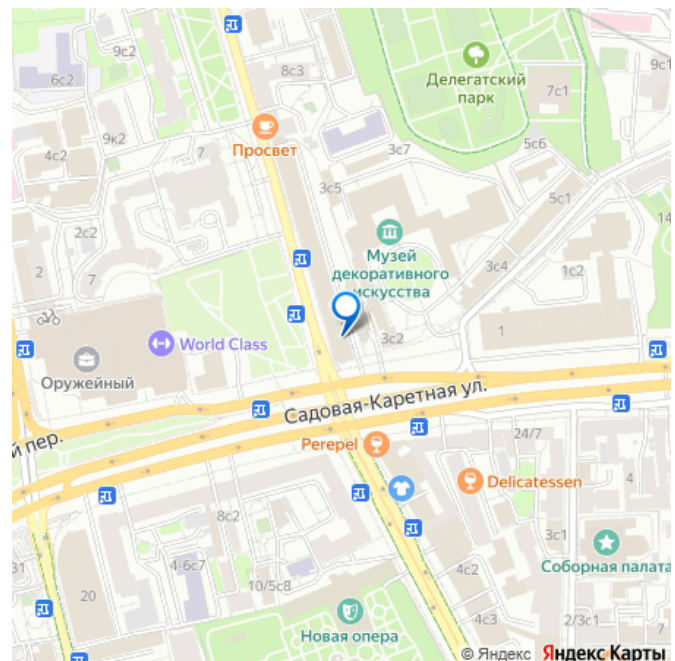 9с2
6с2
8с3
9с1
Делегатский
парк
7с1
9к2
4с2
7
Просвет
3с7
5с6
3с5
5с1
2с2
Музей
декоративного
искусства
14
2
7
3с4
1с2
World Class
3с2
1
Оружейный
Садовая-Каретная ул.
й пер.
Perepel
24/7
Delicatessen
4
8с2
3с1
Соборная палата
31
4-6с7
4с2
20
10/5с8
4с3
2/3с1
7
Новая опера
© Яндекс Яндекс Карты